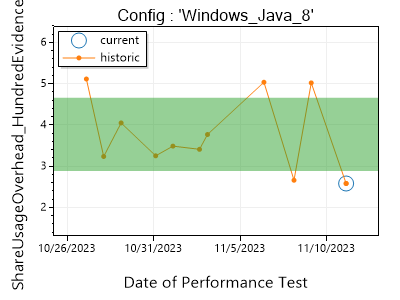 Config : 'Windows_Java_8'
ShareUsageOverhead_HundredEvidence
current
historic
6
5
4
3
2
10/26/2023
10/31/2023
11/5/2023
11/10/2023
Date of Performance Test